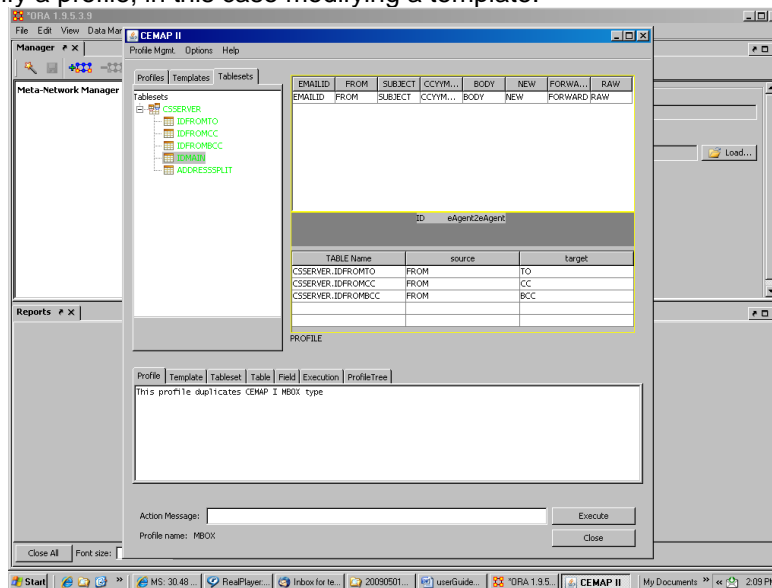 ify a profile, in this case modifying a template.
*ORA 1.9.5.3.9
File Edit View Data Mar
CEMAP II
Manager
Profile Mgmt. Options Help
Profiles Templates Tablesets
Meta-Network Manager
Tablesets
CSSERVER
IDFROMTO
IDFROMCC
IDFROMBCC
IDMAIN
ADDRESSSPLIT
EMAILID FROM SUBJECT CCYYM... BODY NEW FORWA... RAW
EMAILID FROM SUBJECT CCYYM... BODY NEW FORWARD RAW
Load...
ID eAgent2eAgent
TABLE Name source target
CSSERVER.IDFROMTO FROM TO
CSSERVER.IDFROMCC FROM CC
CSSERVER.IDFROMBCC FROM BCC
Reports
PROFILE
Profile Template Tableset Table Field Execution ProfileTree
This profile duplicates CEMAP I MBOX type
Action Message: Execute
Profile name: MBOX Close
Close All Font size:
Start » MS: 30.48 ... RealPlayer:... Inbox for te... 20090501... userGuide... *ORA 1.9.5... CEMAP II My Documents » « 2:09 PM